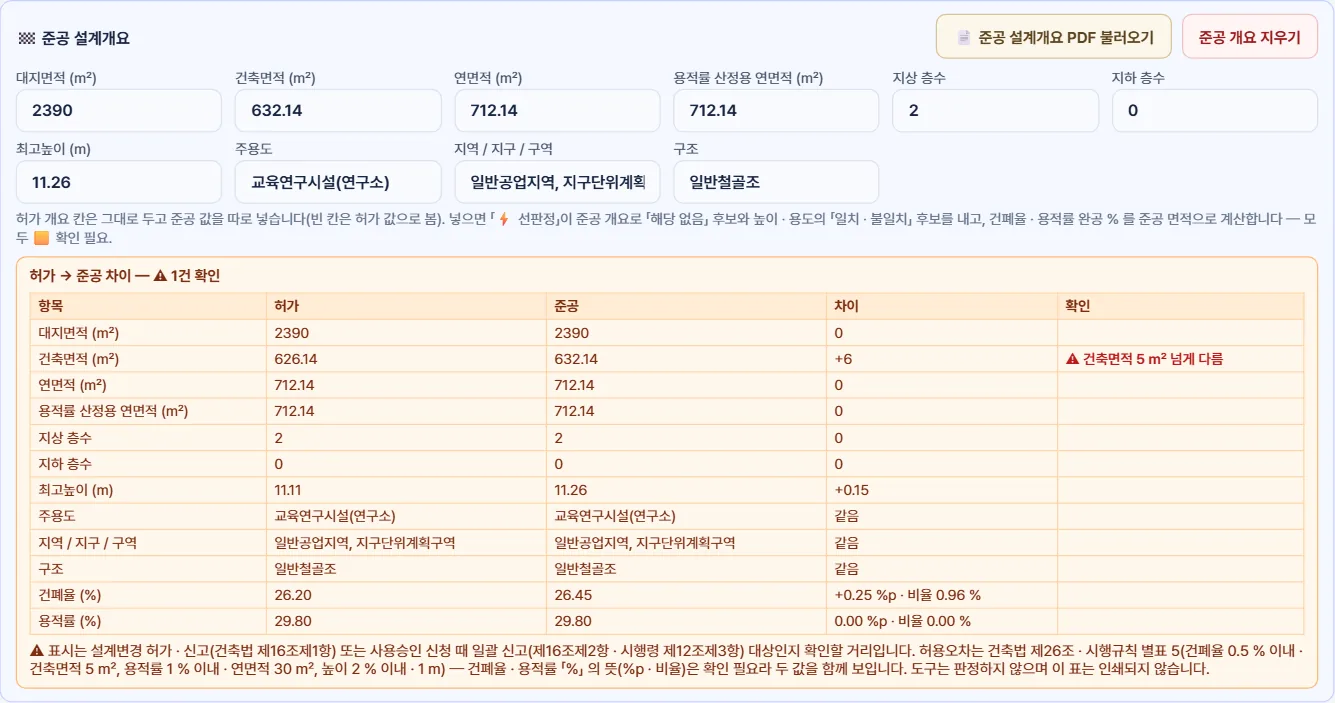 준공 설계개요
준공 설계개요 PDF 불러오기
준공 개요 지우기
대지면적 (m²) 건축면적 (m²) 연면적 (m²) 용적률 산정용 연면적 (m²) 지상 층수 지하 층수
2390 632.14 712.14 712.14 2 0
최고높이 (m) 주용도 지역 / 지구 / 구역 구조
11.26 교육연구시설(연구소) 일반공업지역, 지구단위계획 일반철골조
허가 개요 칸은 그대로 두고 준공 값을 따로 넣습니다(빈 칸은 허가 값으로 봄). 넣으면 「⚡ 선판정」이 준공 개요로 「해당 없음」 후보와 높이 · 용도의 「일치 · 불일치」 후보를 내고, 건폐율 · 용적률 완공 % 를 준공 면적으로 계산합니다 — 모
두 🟧 확인 필요.
허가 → 준공 차이 — ⚠ 1건 확인
항목 허가 준공 차이 확인
대지면적 (m²) 2390 2390 0
건축면적 (m²) 626.14 632.14 +6 ⚠ 건축면적 5 m² 넘게 다름
연면적 (m²) 712.14 712.14 0
용적률 산정용 연면적 (m²) 712.14 712.14 0
지상 층수 2 2 0
지하 층수 0 0 0
최고높이 (m) 11.11 11.26 +0.15
주용도 교육연구시설(연구소) 교육연구시설(연구소) 같음
지역 / 지구 / 구역 일반공업지역, 지구단위계획구역 일반공업지역, 지구단위계획구역 같음
구조 일반철골조 일반철골조 같음
건폐율 (%) 26.20 26.45 +0.25 %p · 비율 0.96 %
용적률 (%) 29.80 29.80 0.00 %p · 비율 0.00 %
⚠ 표시는 설계변경 허가 · 신고(건축법 제16조제1항) 또는 사용승인 신청 때 일괄 신고(제16조제2항 · 시행령 제12조제3항) 대상인지 확인할 거리입니다. 허용오차는 건축법 제26조 · 시행규칙 별표 5(건폐율 0.5 % 이내 ·
건축면적 5 m², 용적률 1 % 이내 · 연면적 30 m², 높이 2 % 이내 · 1 m) — 건폐율 · 용적률 「%」 의 뜻(%p · 비율)은 확인 필요라 두 값을 함께 보입니다. 도구는 판정하지 않으며 이 표는 인쇄되지 않습니다.